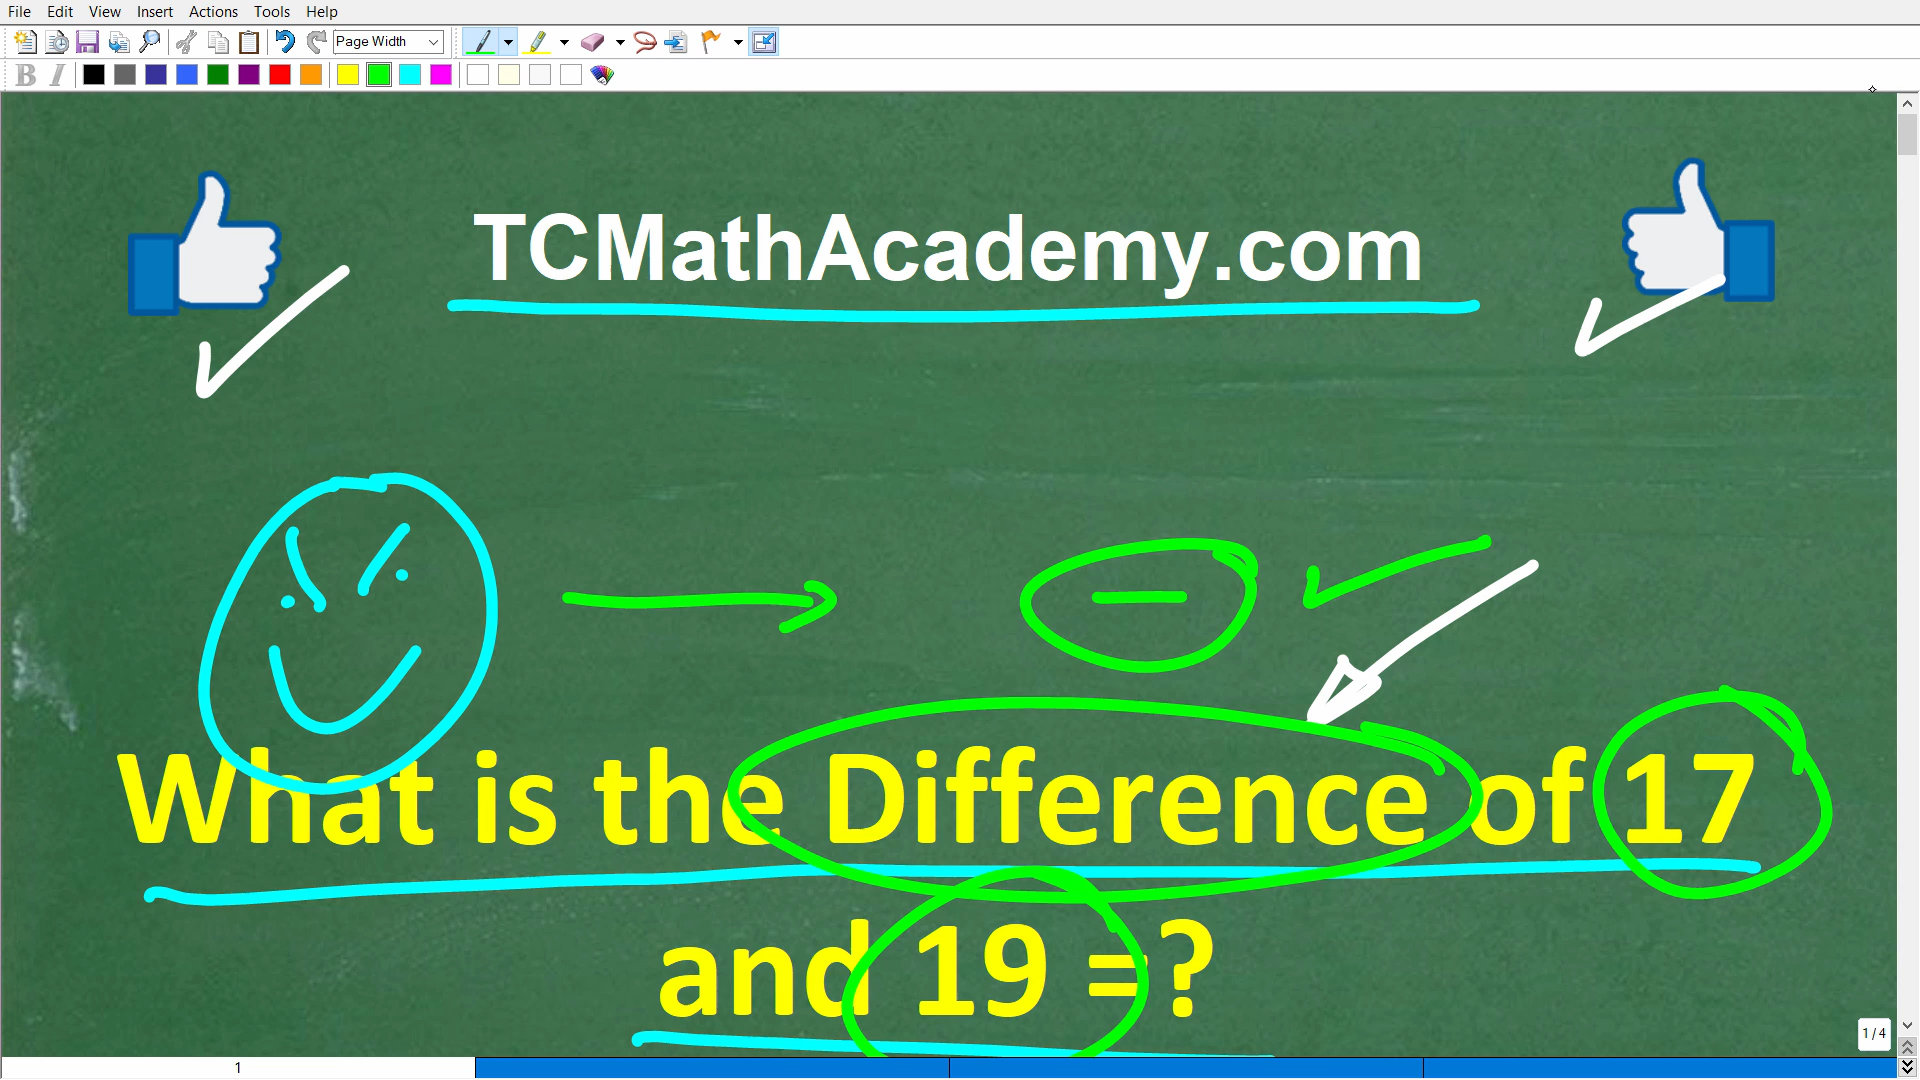 File Edit View Insert Actions Tools Help
Page Width
B I
TCMathAcademy.com
What is the Difference of 17
and 19 =?
1 / 4
1